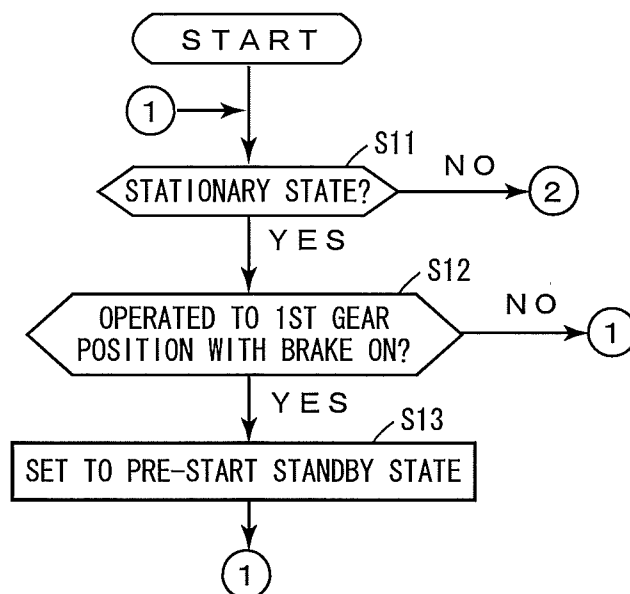 START
1
S11
STATIONARY STATE?
NO
2
YES
S12
OPERATED TO 1ST GEAR
POSITION WITH BRAKE ON?
NO
1
YES
S13
SET TO PRE-START STANDBY STATE
1